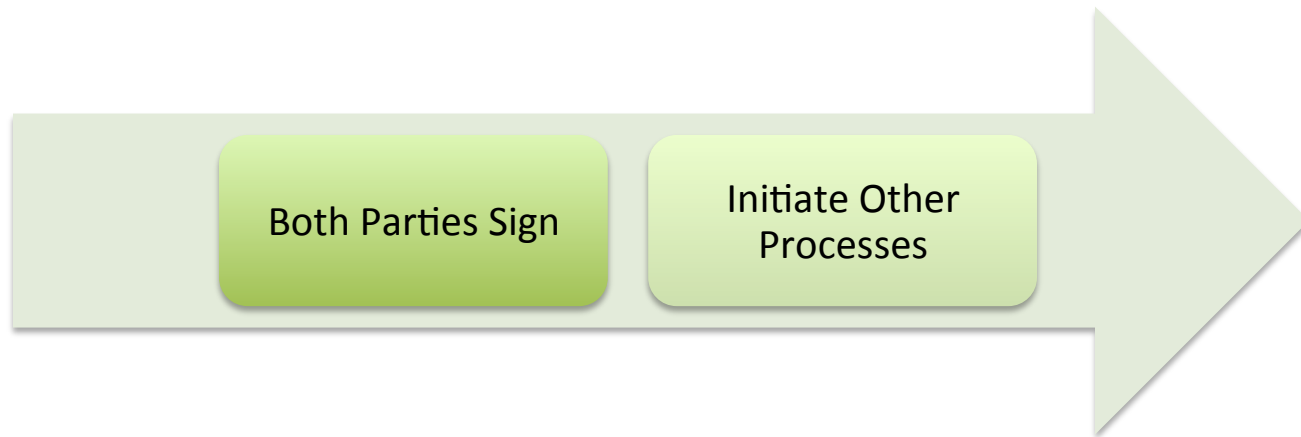 Both Parties Sign
Initiate Other
Processes